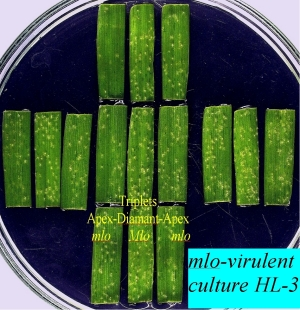 Triplets
Apex-Diamant-Apex
mlo Mlo mlo
mlo-virulent
culture HL-3